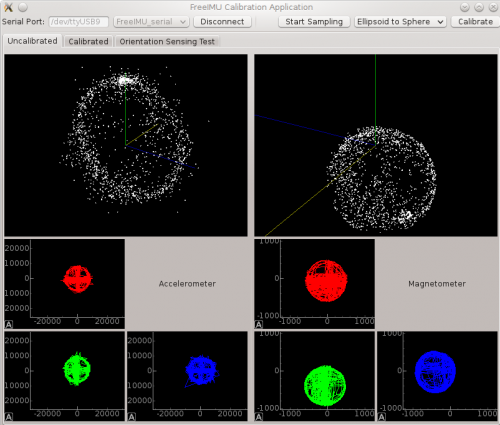 FreeIMU Calibration Application
Serial Port: /dev/ttyUSB9 FreeIMU_serial Disconnect Start Sampling Ellipsoid to Sphere Calibrate
Uncalibrated Calibrated Orientation Sensing Test
20000
10000
0
-10000
-20000
-20000 0 20000
A
Accelerometer
1000
0
-1000
-1000 0 1000
A
Magnetometer
20000
10000
0
-10000
-20000 0 20000
A
20000
10000
0
-10000
-20000 0 20000
A
0
-1000
-1000 0 1000
A
1000
0
-1000
-1000 0 1000
A